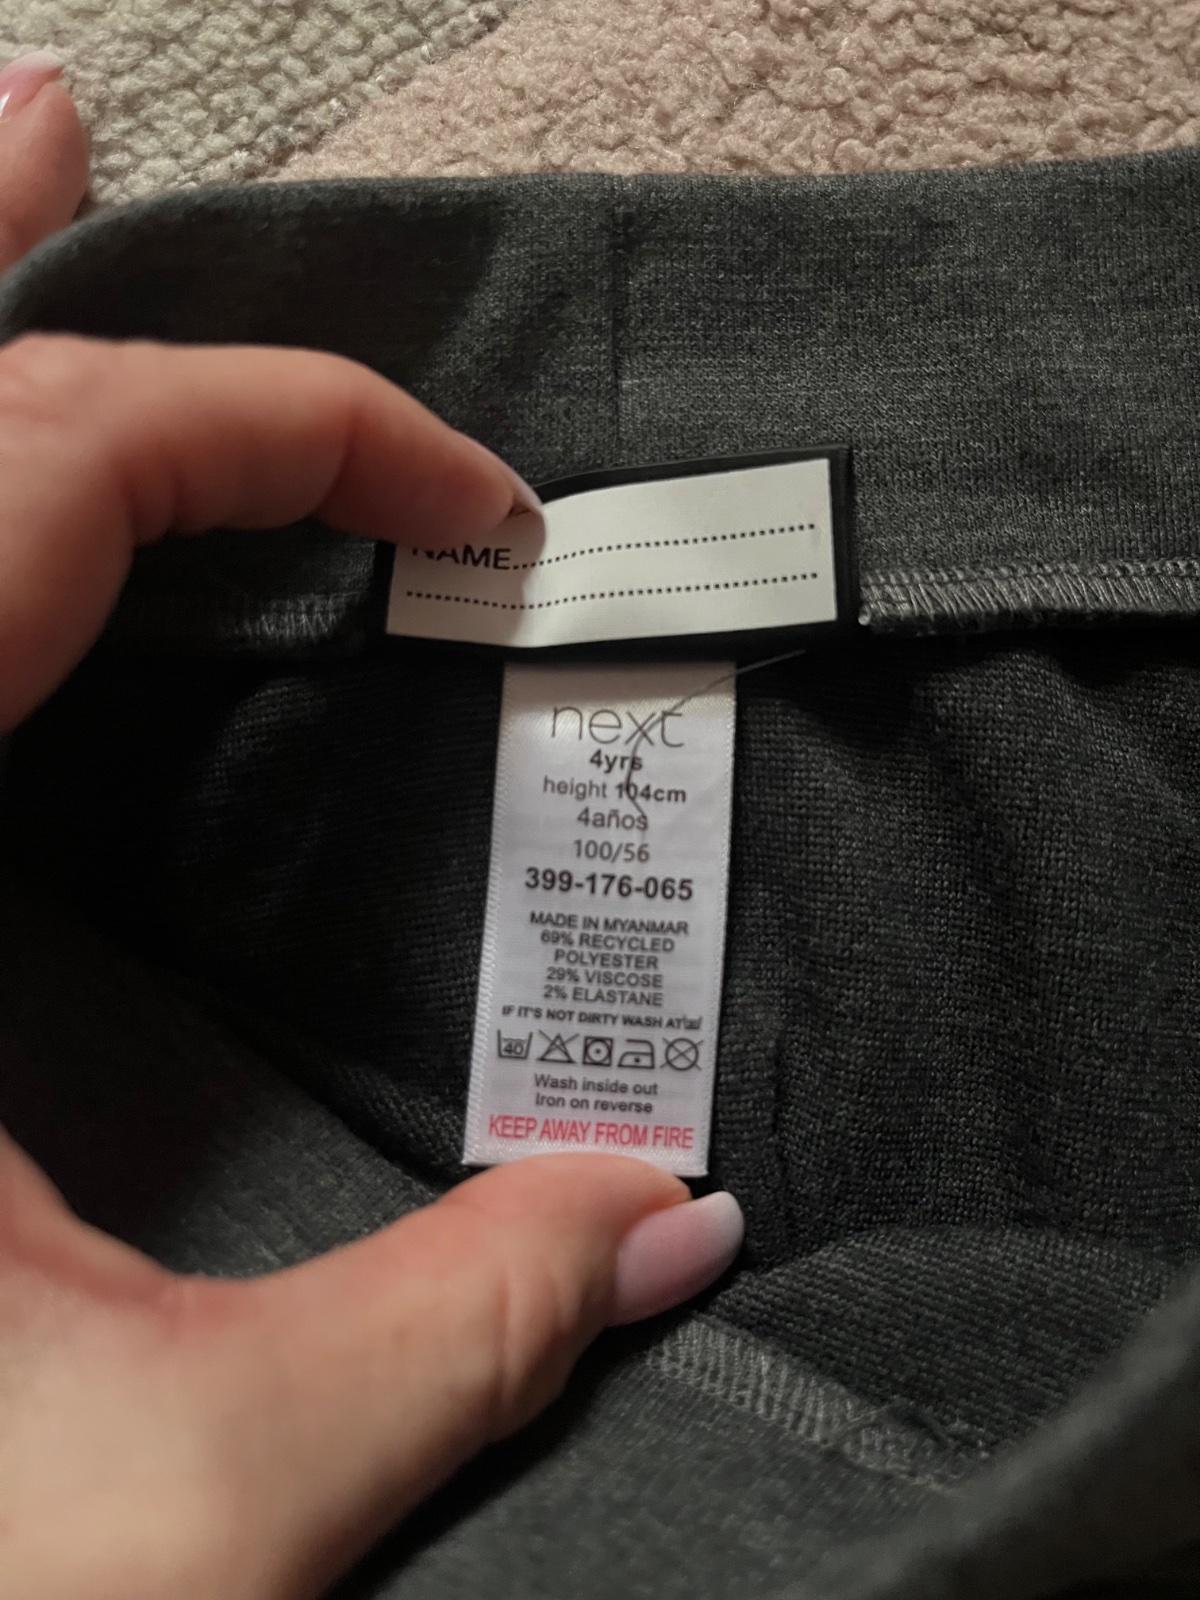 NAME
next
4yrs
height 104cm
4años
100/56
399-176-065
MADE IN MYANMAR
69% RECYCLED
POLYESTER
29% VISCOSE
2% ELASTANE
IF IT'S NOT DIRTY WASH AT
40
Wash inside out
Iron on reverse
KEEP AWAY FROM FIRE